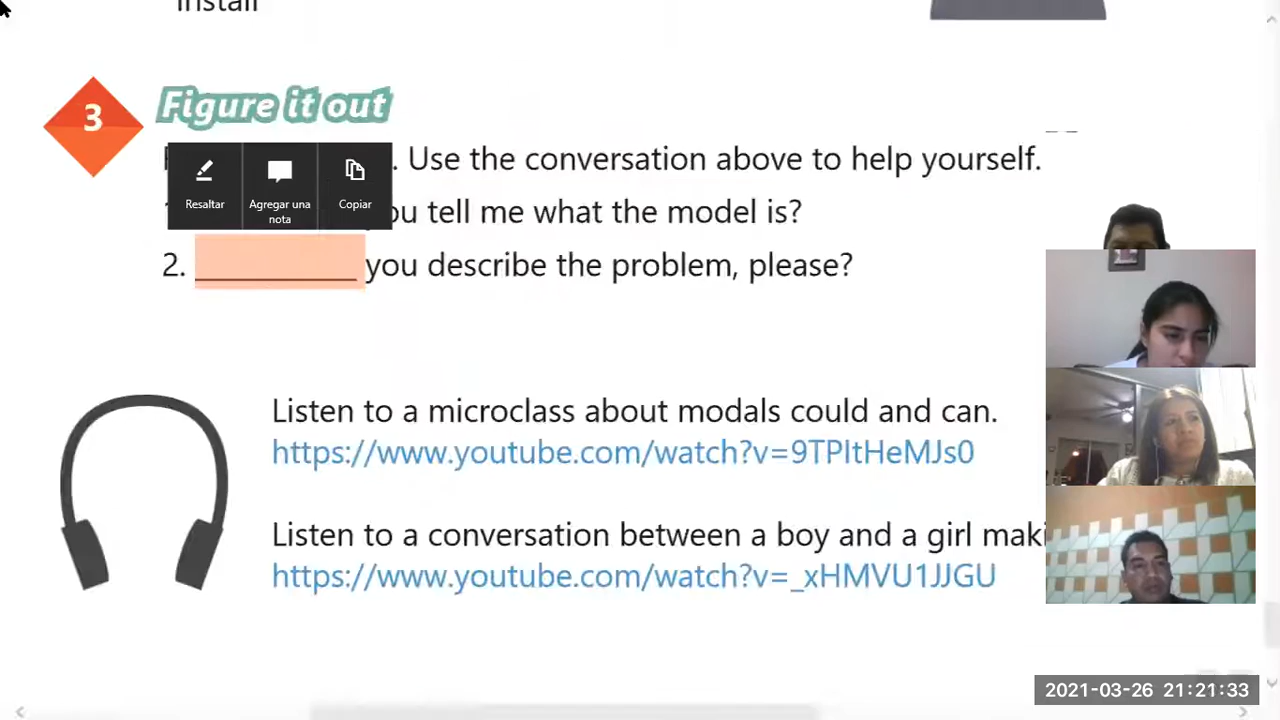 install
3
Figure it out
. Use the conversation above to help yourself.
ou tell me what the model is?
2. __________ you describe the problem, please?
Resaltar
Agregar una nota
Copiar
Listen to a microclass about modals could and can.
https://www.youtube.com/watch?v=9TPItHeMJs0
Listen to a conversation between a boy and a girl maki
https://www.youtube.com/watch?v=_xHMVU1JJGU
2021-03-26 21:21:33